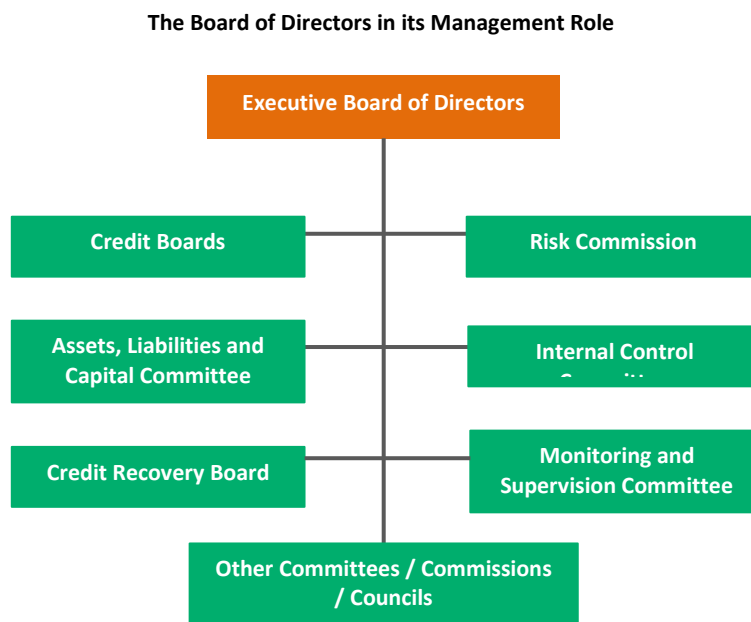 The Board of Directors in its Management Role
Executive Board of Directors
Credit Boards
Risk Commission
Assets, Liabilities and
Capital Committee
Internal Control
Credit Recovery Board
Monitoring and
Supervision Committee
Other Committees / Commissions
/ Councils